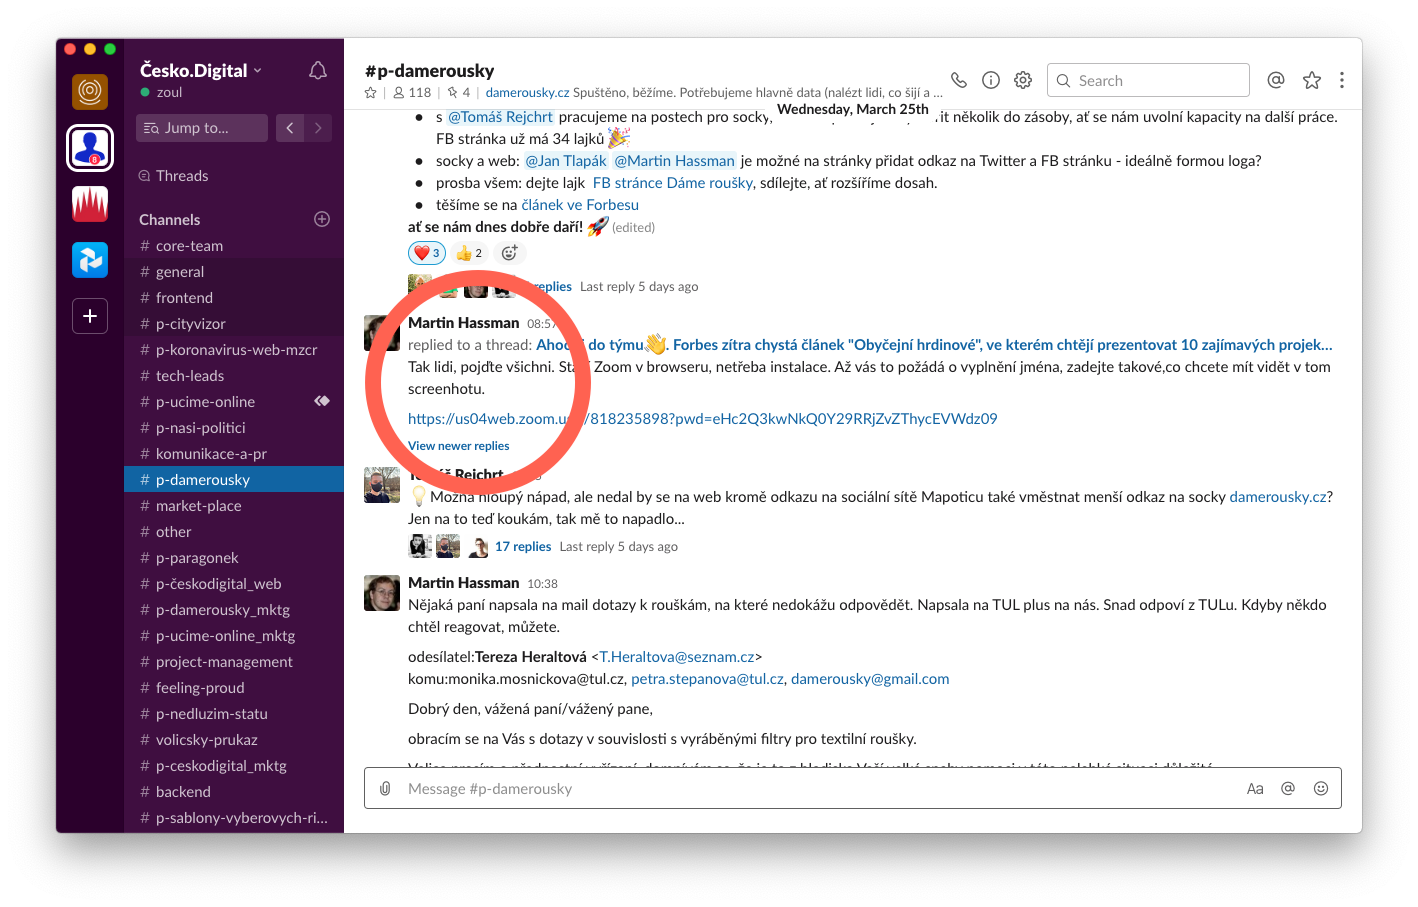 Česko.Digital
zoul
Jump to...
Threads
Channels
# core-team
# general
# frontend
# p-cityvizor
# p-koronavirus-web-mzcr
# tech-leads
# p-ucime-online
# p-nasi-politici
# komunikace-a-pr
# p-damerousky
# market-place
# other
# p-paragonek
# p-českodigital_web
# p-damerousky_mktg
# p-ucime-online_mktg
# project-management
# feeling-proud
# p-nedluzim-statu
# volicsky-prukaz
# p-ceskodigital_mktg
# backend
# p-sablony-vyberovych-ri...
8
#p-damerousky
118 | 4 | damerousky.cz Spuštěno, běžíme. Potřebujeme hlavně data (nalézt lidi, co šijí a ...
Search
Wednesday, March 25th
• s @Tomáš Rejchrt pracujeme na postech pro socky, it několik do zásoby, ať se nám uvolní kapacity na další práce.
FB stránka už má 34 lajků 🎉
• socky a web: @Jan Tlapák @Martin Hassman je možné na stránky přidat odkaz na Twitter a FB stránku - ideálně formou loga?
• prosba všem: dejte lajk FB stránce Dáme roušky, sdílejte, ať rozšíříme dosah.
• těšíme se na článek ve Forbesu
ať se nám dnes dobře daří! 🚀 (edited)
❤️ 3 👍 2
replies Last reply 5 days ago
Martin Hassman 08:57
replied to a thread: do týmu 👋. Forbes zítra chystá článek "Obyčejní hrdinové", ve kterém chtějí prezentovat 10 zajímavých projek...
Tak lidi, pojďte všichni. Zoom v browseru, netřeba instalace. Až vás to požádá o vyplnění jména, zadejte takové,co chcete mít vidět v tom
screenhotu.
https://us04web.zoom.us/j/818235898?pwd=eHc2Q3kwNkQ0Y29RRjZvZThycEVWdz09
View newer replies
Tomáš Rejchrt
💡 Možná hloupý nápad, ale nedal by se na web kromě odkazu na sociální sítě Mapoticu také vměstnat menší odkaz na socky damerousky.cz?
Jen na to teď koukám, tak mě to napadlo...
17 replies Last reply 5 days ago
Martin Hassman 10:38
Nějaká paní napsala na mail dotazy k rouškám, na které nedokážu odpovědět. Napsala na TUL plus na nás. Snad odpoví z TULu. Kdyby někdo
chtěl reagovat, můžete.
odesílatel:Tereza Heraltová <T.Heraltova@seznam.cz>
komu:monika.mosnickova@tul.cz, petra.stepanova@tul.cz, damerousky@gmail.com
Dobrý den, vážená paní/vážený pane,
obracím se na Vás s dotazy v souvislosti s vyráběnými filtry pro textilní roušky.
Message #p-damerousky
Aa